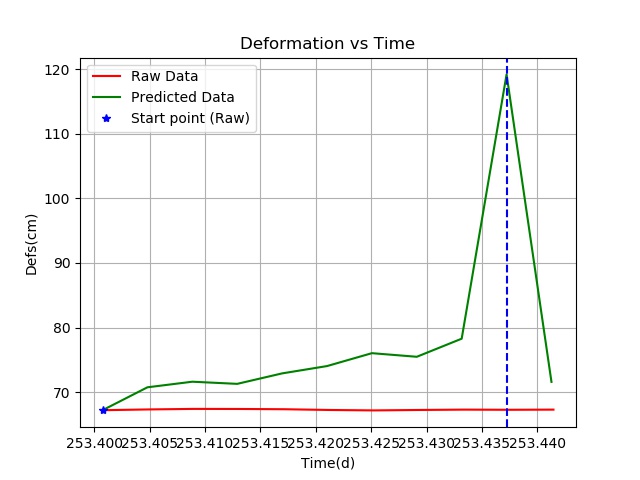 Deformation vs Time
Raw Data
Predicted Data
Start point (Raw)
120
110
100
90
80
70
Defs(cm)
253.400 253.405 253.410 253.415 253.420 253.425 253.430 253.435 253.440
Time(d)